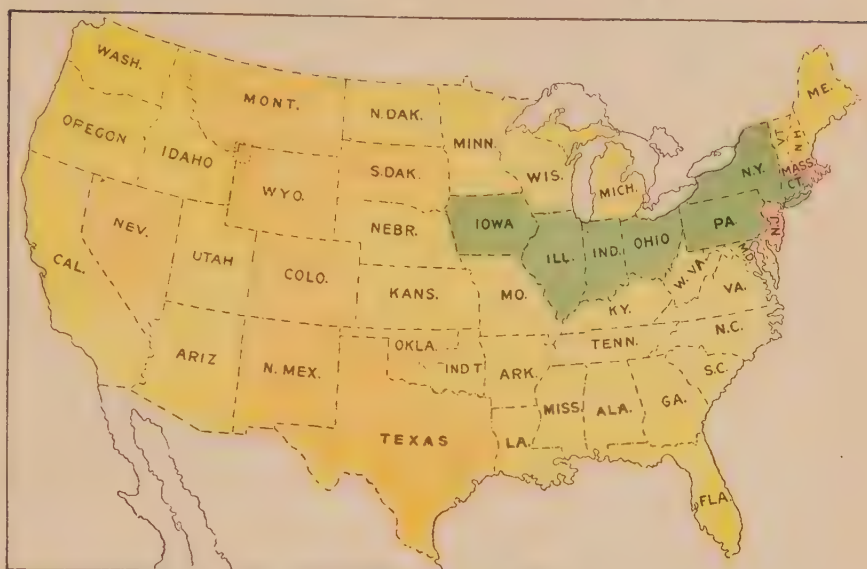 WASH.
MONT.
N.DAK.
MINN.
ME.
OREGON
IDAHO
WYO.
S.DAK.
WIS.
MICH.
N.Y.
VT.
N.H.
MASS.
CT.
NEV.
UTAH
COLO.
NEBR.
IOWA
ILL.
IND.
OHIO
PA.
N.J.
CAL.
KANS.
MO.
KY.
W.VA.
MD.
VA.
ARIZ
N.MEX.
OKLA.
IND T
ARK.
TENN.
N.C.
S.C.
TEXAS
LA.
MISS.
ALA.
GA.
FLA.